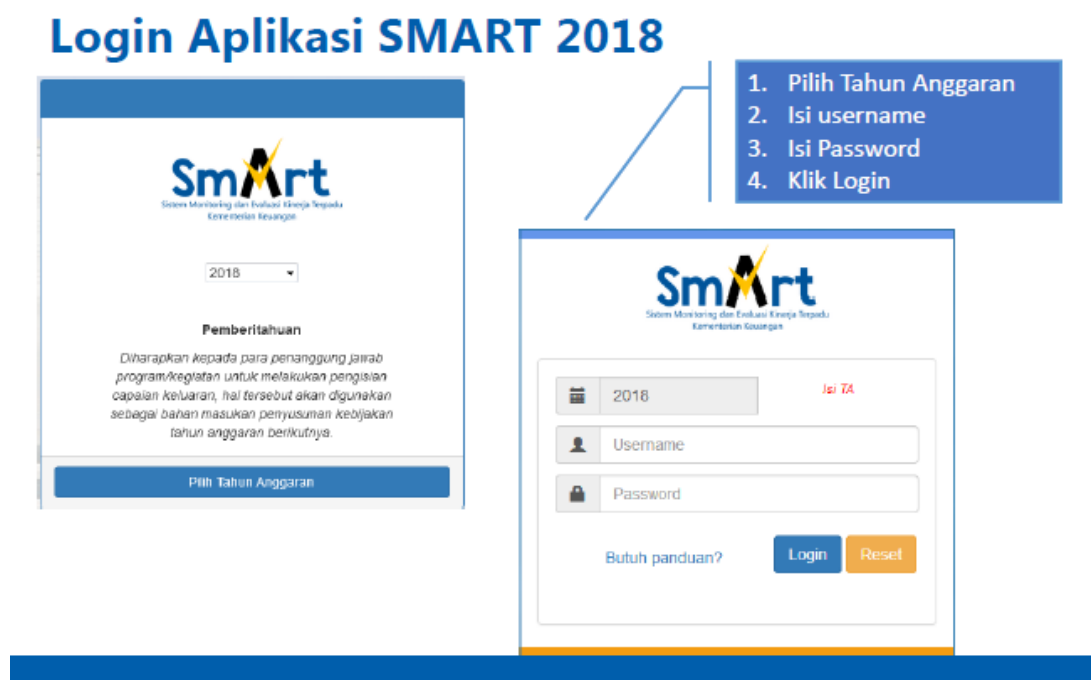 Login Aplikasi SMART 2018
1. Pilih Tahun Anggaran
2. Isi username
3. Isi Password
4. Klik Login
SmArt
Sistem Monitoring dan Evaluasi Kinerja Terpadu
Kementerian Keuangan
2018
Pemberitahuan
Diharapkan kepada para penanggung jawab
program/kegiatan untuk melakukan pengisian
capaian keluaran, hal tersebut akan digunakan
sebagai bahan masukan penyusunan kebijakan
tahun anggaran berikutnya.
Pilih Tahun Anggaran
SmArt
Sistem Monitoring dan Evaluasi Kinerja Terpadu
Kementerian Keuangan
2018 Isi TA
Username
Password
Butuh panduan? Login Reset